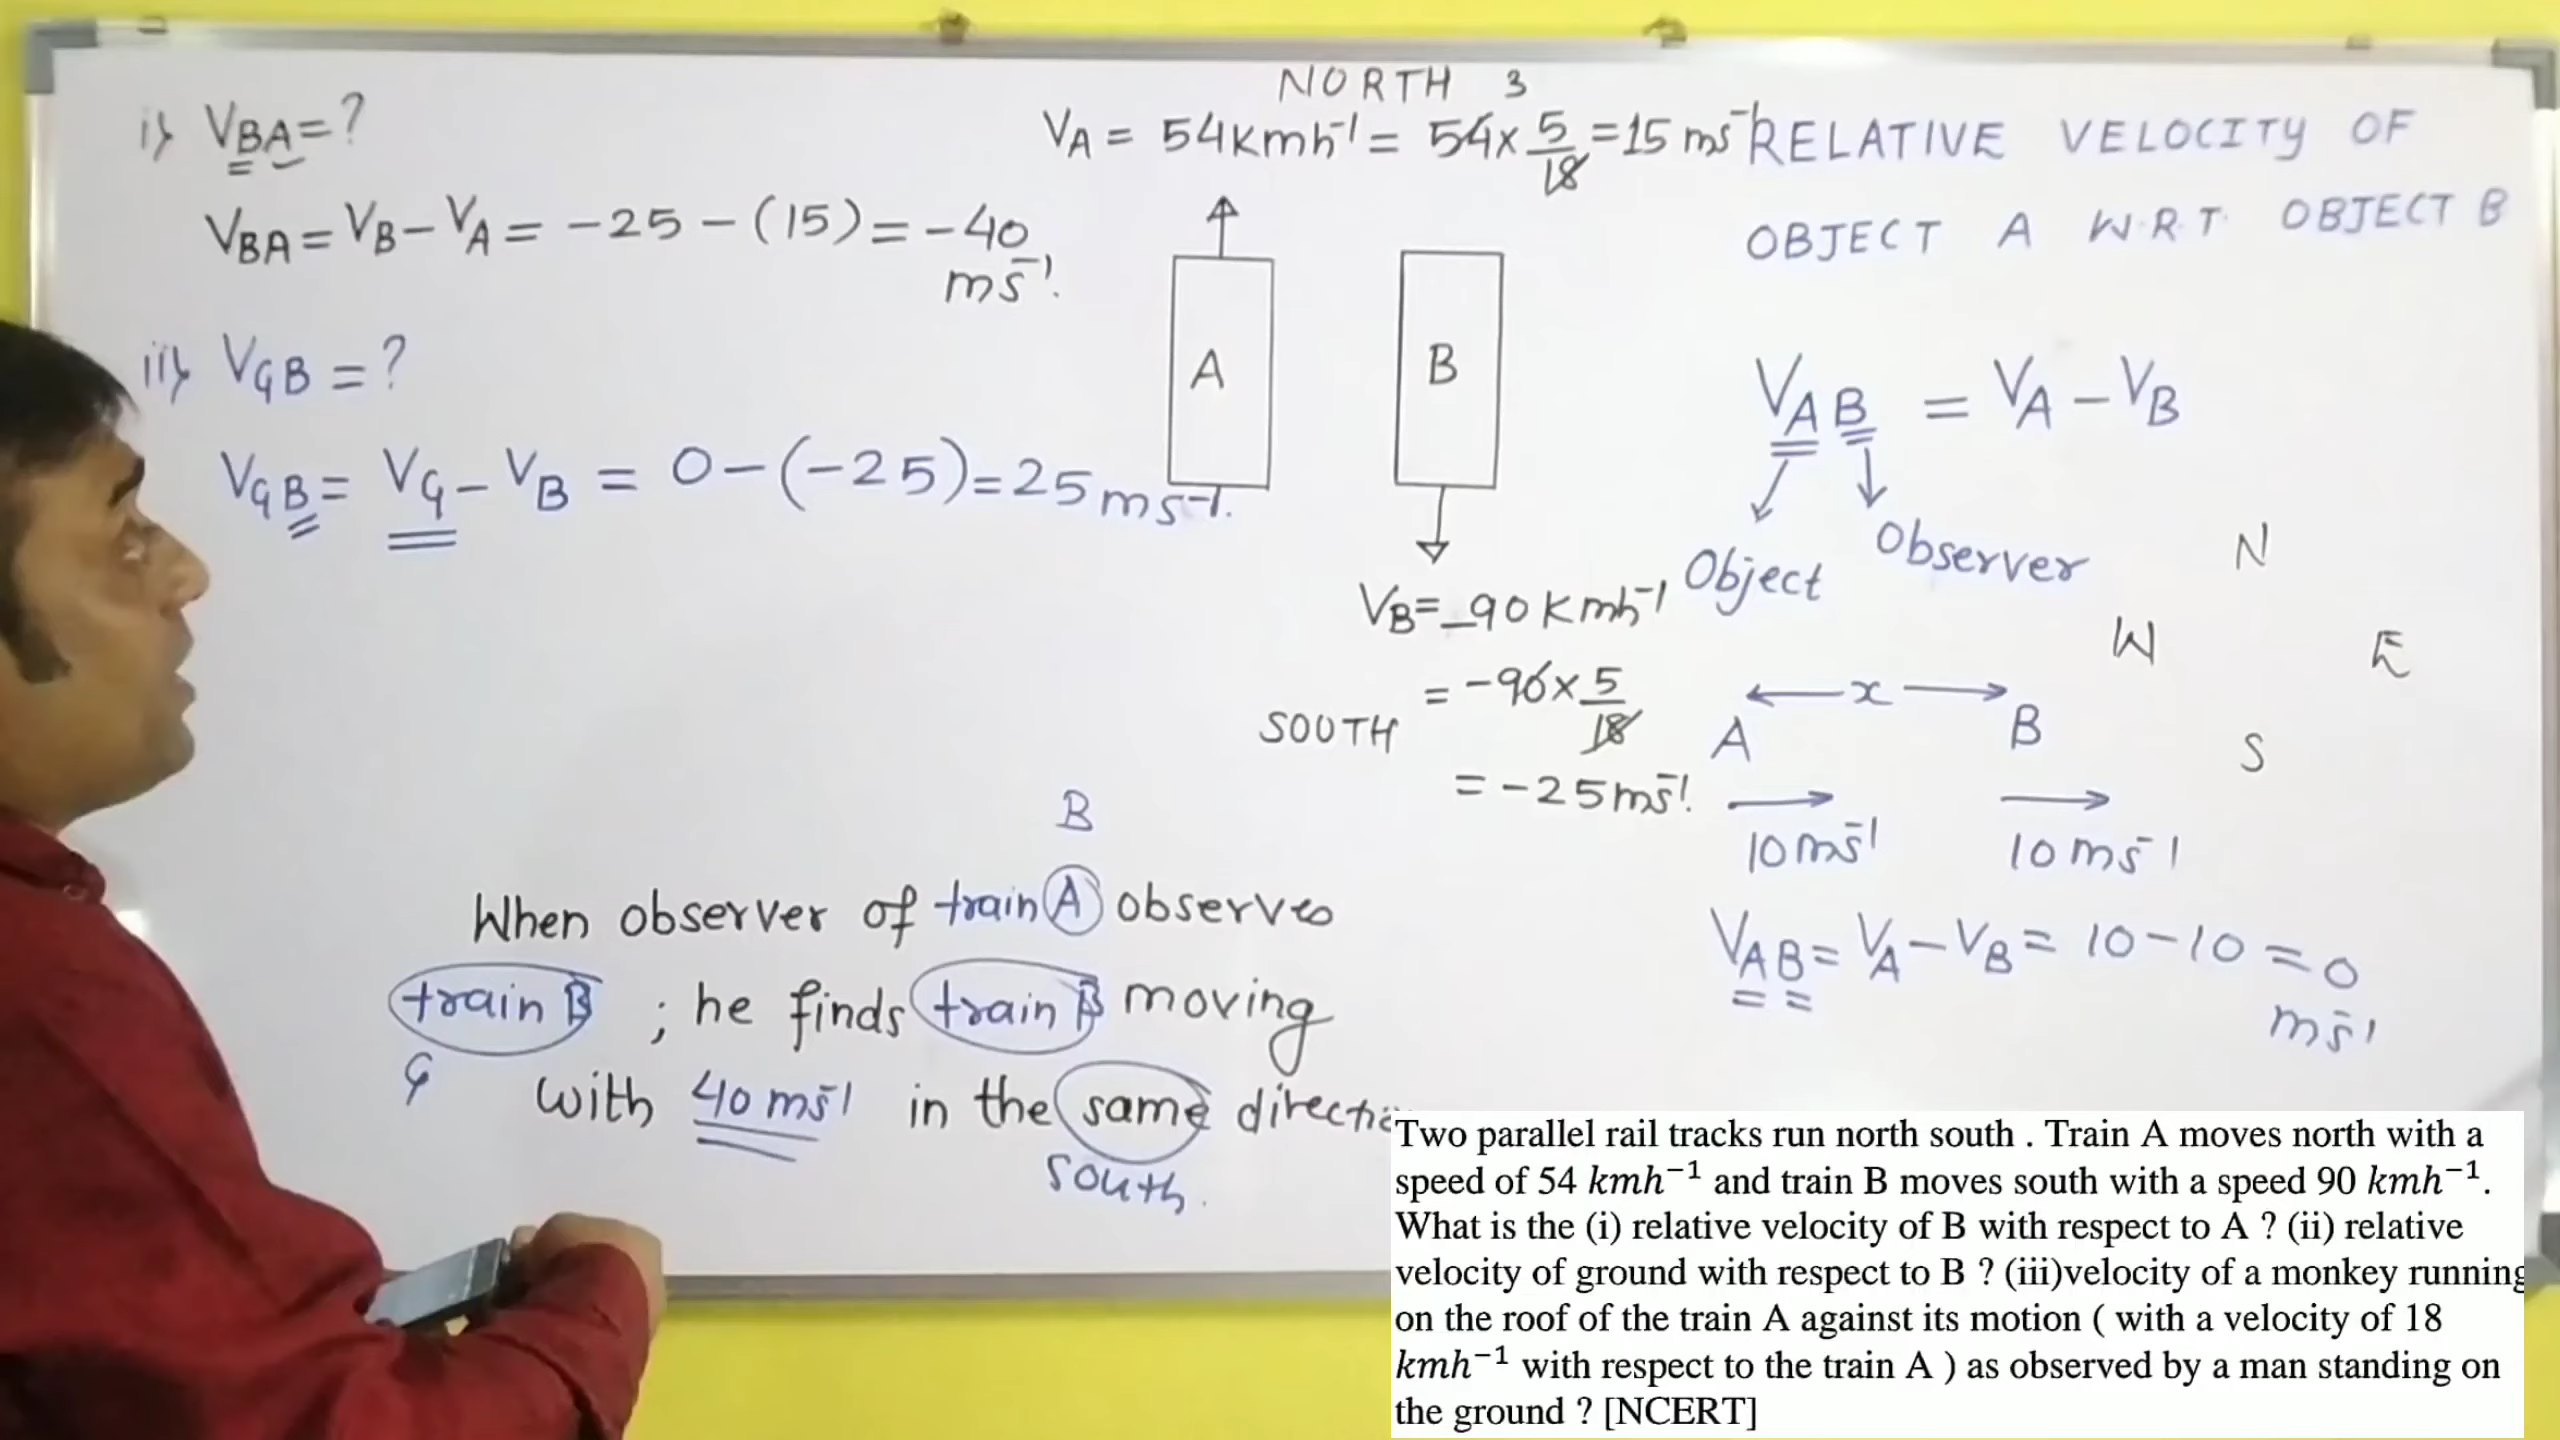 i) VBA = ?
VBA = VB - VA = -25 - (15) = -40
ms⁻¹.
ii) VGB = ?
VGB = VG - VB = 0 - (-25) = 25 ms⁻¹.
NORTH 3
VA = 54 kmh⁻¹ = 54 × 5/18 = 15 ms⁻¹
A
B
VB = -90 kmh⁻¹
= -90 × 5/18
SOUTH
= -25 ms⁻¹.
RELATIVE VELOCITY OF
OBJECT A W.R.T. OBJECT B
VAB = VA - VB
Object
Observer
N
W
E
S
x
A
B
10 ms⁻¹
10 ms⁻¹
VAB = VA - VB = 10 - 10 = 0
ms⁻¹
B
When observer of train A observes
train B ; he finds train B moving
G
with 40 ms⁻¹ in the same
south.
Two parallel rail tracks run north south . Train A moves north with a
speed of 54 kmh⁻¹ and train B moves south with a speed 90 kmh⁻¹.
What is the (i) relative velocity of B with respect to A ? (ii) relative
velocity of ground with respect to B ? (iii)velocity of a monkey running
on the roof of the train A against its motion ( with a velocity of 18
kmh⁻¹ with respect to the train A ) as observed by a man standing on
the ground ? [NCERT]